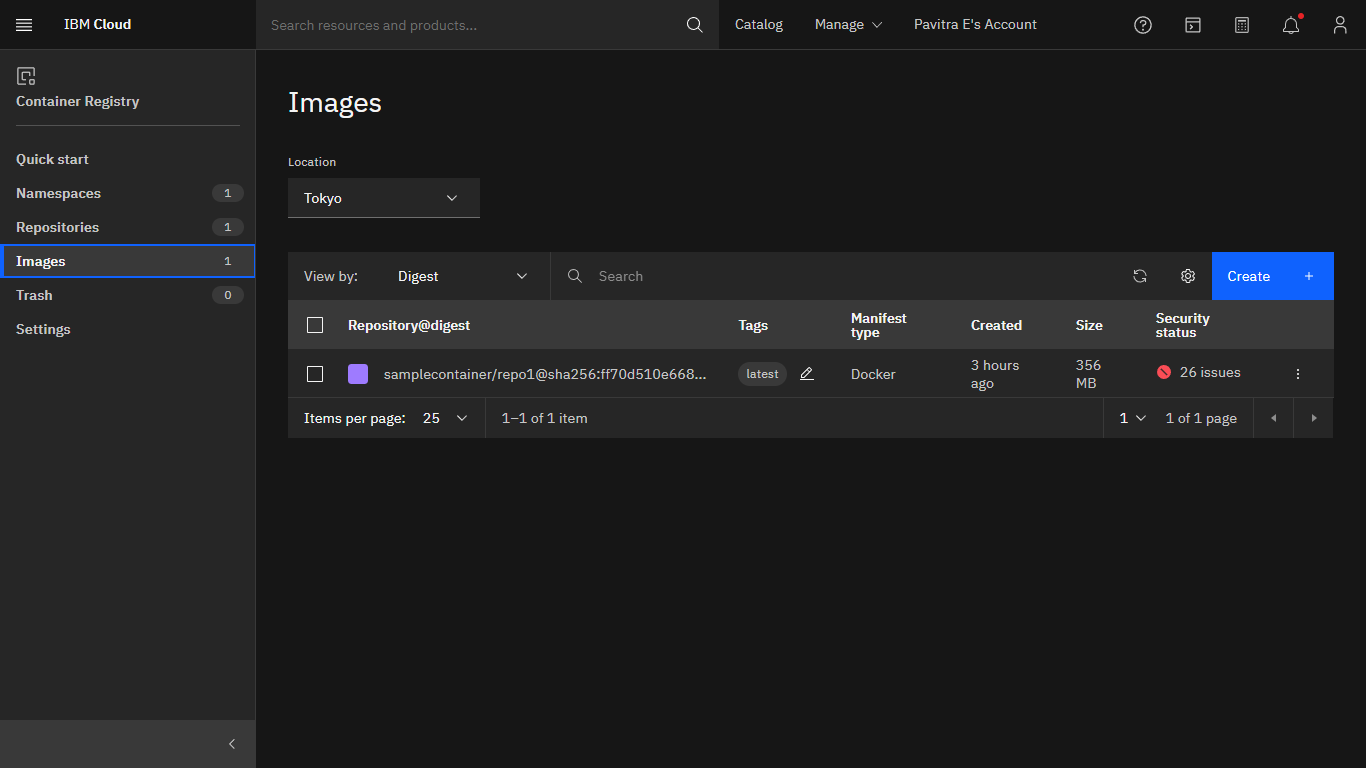 IBM Cloud
Search resources and products...
Catalog
Manage
Pavitra E's Account
Container Registry
Quick start
Namespaces 1
Repositories 1
Images 1
Trash 0
Settings
Images
Location
Tokyo
View by: Digest
Search
Create +
Repository@digest
Tags
Manifest
type
Created
Size
Security
status
samplecontainer/repo1@sha256:ff70d510e668...
latest
Docker
3 hours
ago
356
MB
26 issues
Items per page: 25
1–1 of 1 item
1
1 of 1 page